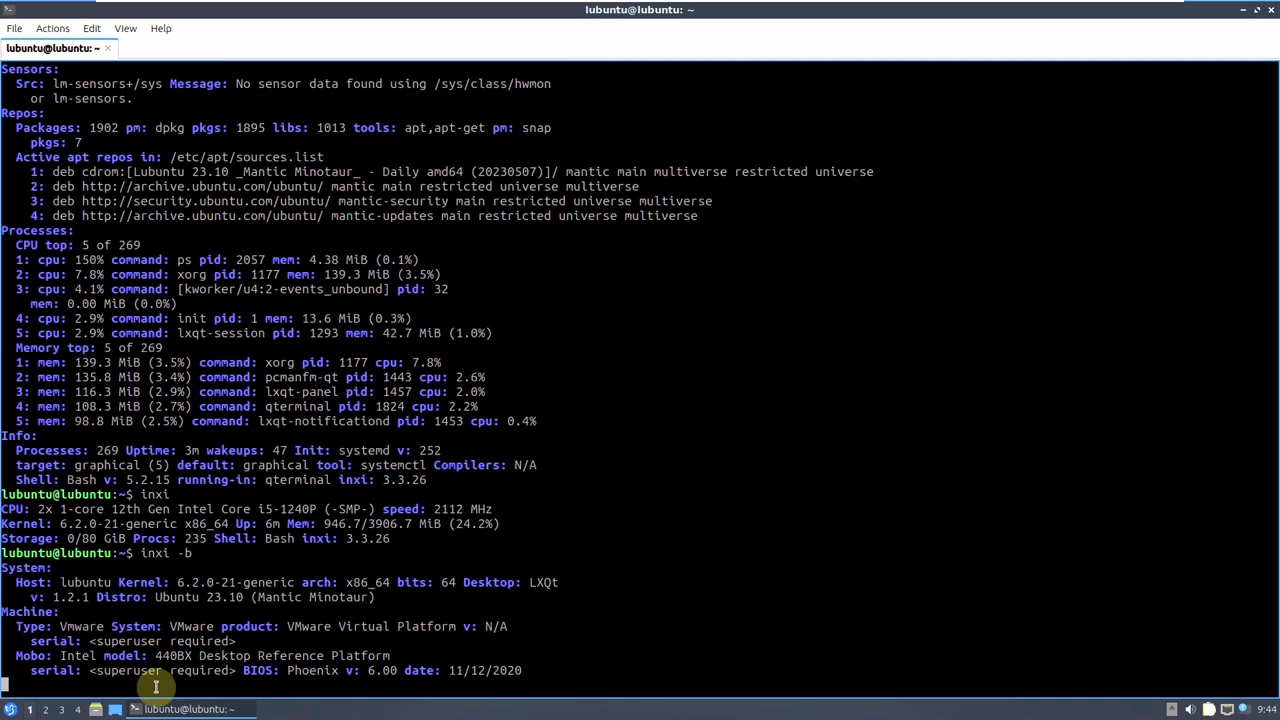 lubuntu@lubuntu: ~
File Actions Edit View Help
lubuntu@lubuntu: ~
Sensors:
Src: lm-sensors+/sys Message: No sensor data found using /sys/class/hwmon
or lm-sensors.
Repos:
Packages: 1902 pm: dpkg pkgs: 1895 libs: 1013 tools: apt,apt-get pm: snap
pkgs: 7
Active apt repos in: /etc/apt/sources.list
1: deb cdrom:[Lubuntu 23.10 _Mantic Minotaur_ - Daily amd64 (20230507)]/ mantic main multiverse restricted universe
2: deb http://archive.ubuntu.com/ubuntu/ mantic main restricted universe multiverse
3: deb http://security.ubuntu.com/ubuntu/ mantic-security main restricted universe multiverse
4: deb http://archive.ubuntu.com/ubuntu/ mantic-updates main restricted universe multiverse
Processes:
CPU top: 5 of 269
1: cpu: 150% command: ps pid: 2057 mem: 4.38 MiB (0.1%)
2: cpu: 7.8% command: xorg pid: 1177 mem: 139.3 MiB (3.5%)
3: cpu: 4.1% command: [kworker/u4:2-events_unbound] pid: 32
mem: 0.00 MiB (0.0%)
4: cpu: 2.9% command: init pid: 1 mem: 13.6 MiB (0.3%)
5: cpu: 2.9% command: lxqt-session pid: 1293 mem: 42.7 MiB (1.0%)
Memory top: 5 of 269
1: mem: 139.3 MiB (3.5%) command: xorg pid: 1177 cpu: 7.8%
2: mem: 135.8 MiB (3.4%) command: pcmanfm-qt pid: 1443 cpu: 2.6%
3: mem: 116.3 MiB (2.9%) command: lxqt-panel pid: 1457 cpu: 2.0%
4: mem: 108.3 MiB (2.7%) command: qterminal pid: 1824 cpu: 2.2%
5: mem: 98.8 MiB (2.5%) command: lxqt-notificationd pid: 1453 cpu: 0.4%
Info:
Processes: 269 Uptime: 3m wakeups: 47 Init: systemd v: 252
target: graphical (5) default: graphical tool: systemctl Compilers: N/A
Shell: Bash v: 5.2.15 running-in: qterminal inxi: 3.3.26
lubuntu@lubuntu:~$ inxi
CPU: 2x 1-core 12th Gen Intel Core i5-1240P (-SMP-) speed: 2112 MHz
Kernel: 6.2.0-21-generic x86_64 Up: 6m Mem: 946.7/3906.7 MiB (24.2%)
Storage: 0/80 GiB Procs: 235 Shell: Bash inxi: 3.3.26
lubuntu@lubuntu:~$ inxi -b
System:
Host: lubuntu Kernel: 6.2.0-21-generic arch: x86_64 bits: 64 Desktop: LXQt
v: 1.2.1 Distro: Ubuntu 23.10 (Mantic Minotaur)
Machine:
Type: Vmware System: VMware product: VMware Virtual Platform v: N/A
serial: <superuser required>
Mobo: Intel model: 440BX Desktop Reference Platform
serial: <superuser required> BIOS: Phoenix v: 6.00 date: 11/12/2020
1 2 3 4 lubuntu@lubuntu: ~ 9:44